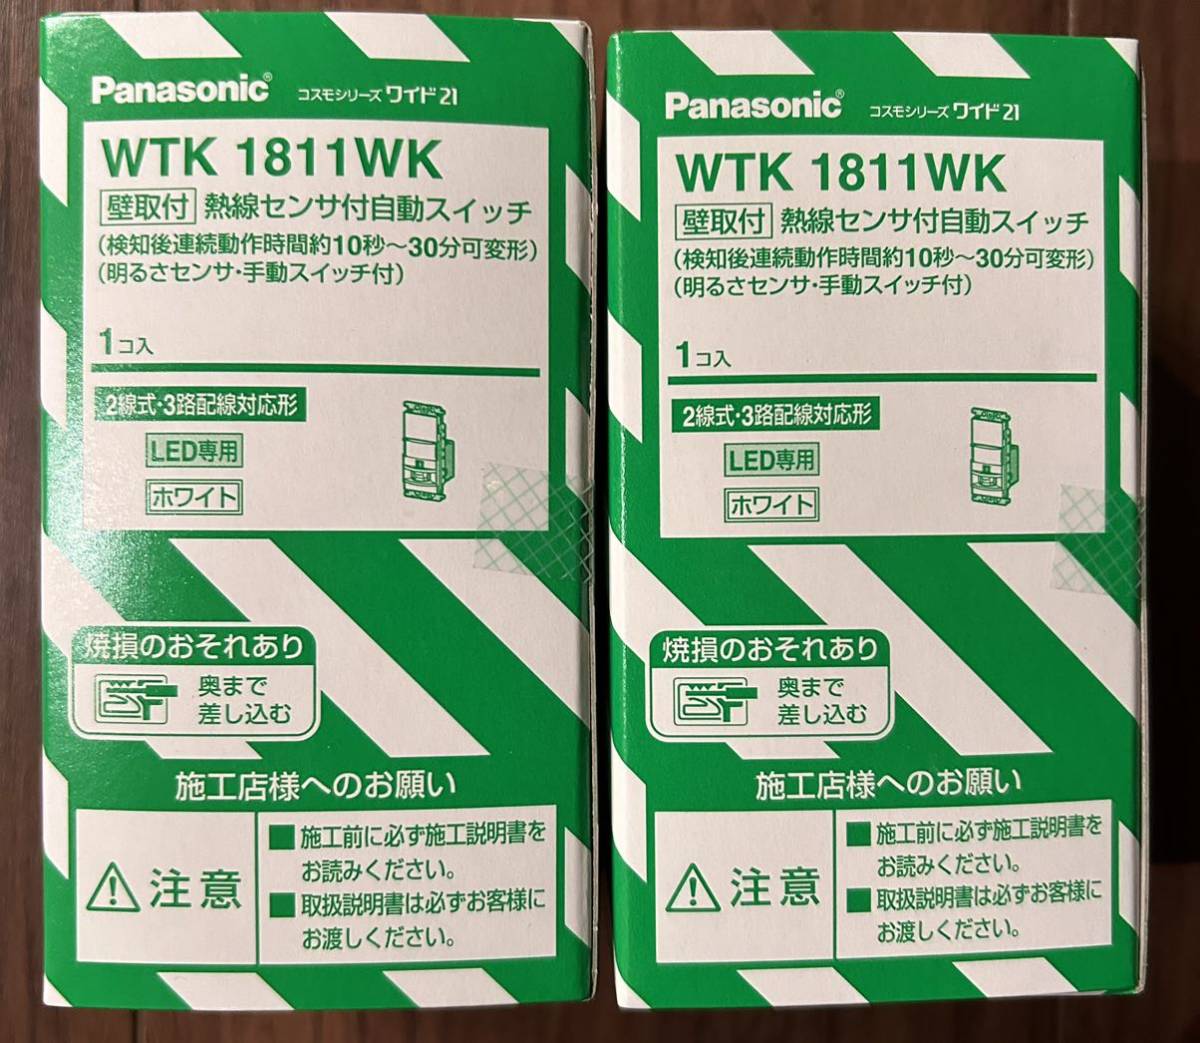 Panasonic® コスモシリーズ ワイド21
WTK 1811WK
壁取付 熱線センサ付自動スイッチ
(検知後連続動作時間約10秒～30分可変形)
(明るさセンサ・手動スイッチ付)
1コ入
2線式・3路配線対応形
LED専用
ホワイト
焼損のおそれあり
奥まで
差し込む
施工店様へのお願い
注意
■施工前に必ず施工説明書を
お読みください。
■取扱説明書は必ずお客様に
お渡しください。
Panasonic® コスモシリーズ ワイド21
WTK 1811WK
壁取付 熱線センサ付自動スイッチ
(検知後連続動作時間約10秒～30分可変形)
(明るさセンサ・手動スイッチ付)
1コ入
2線式・3路配線対応形
LED専用
ホワイト
焼損のおそれあり
奥まで
差し込む
施工店様へのお願い
注意
■施工前に必ず施工説明書を
お読みください。
■取扱説明書は必ずお客様に
お渡しください。